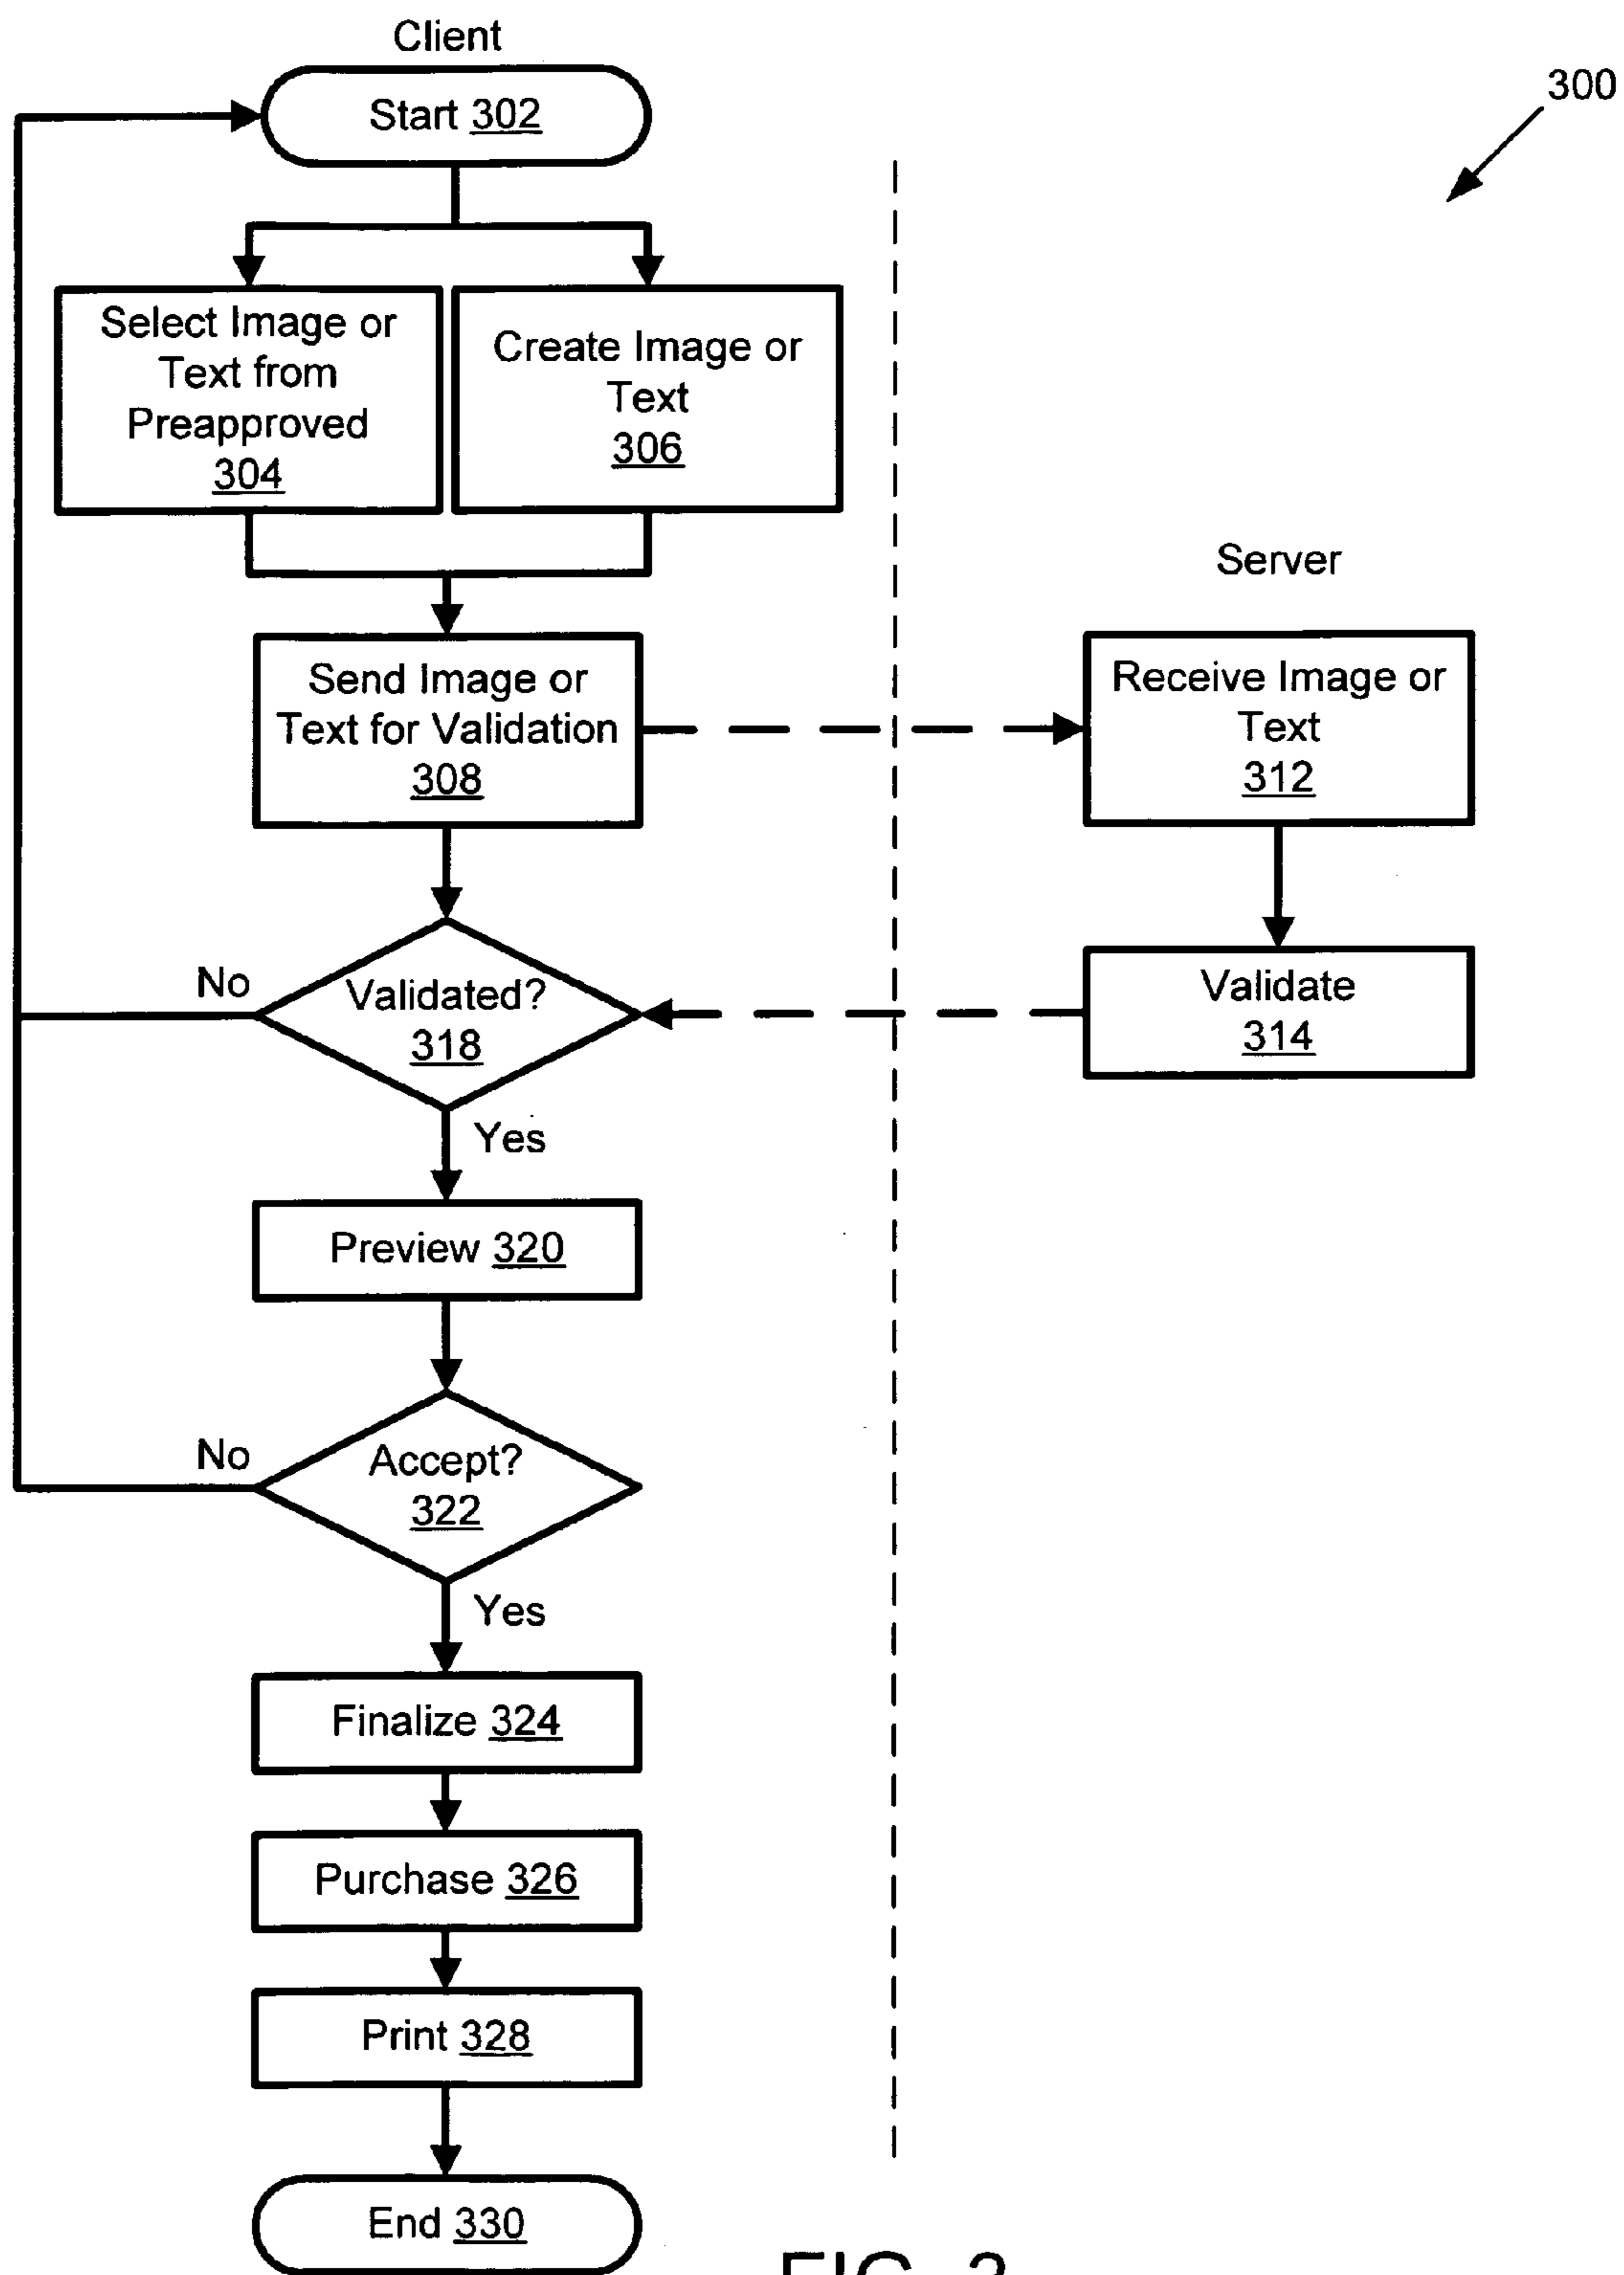 Client
300
Start 302
Select Image or
Text from
Preapproved
304
Create Image or
Text
306
Server
Send Image or
Text for Validation
308
Receive Image or
Text
312
No
Validated?
318
Validate
314
Yes
Preview 320
No
Accept?
322
Yes
Finalize 324
Purchase 326
Print 328
End 330